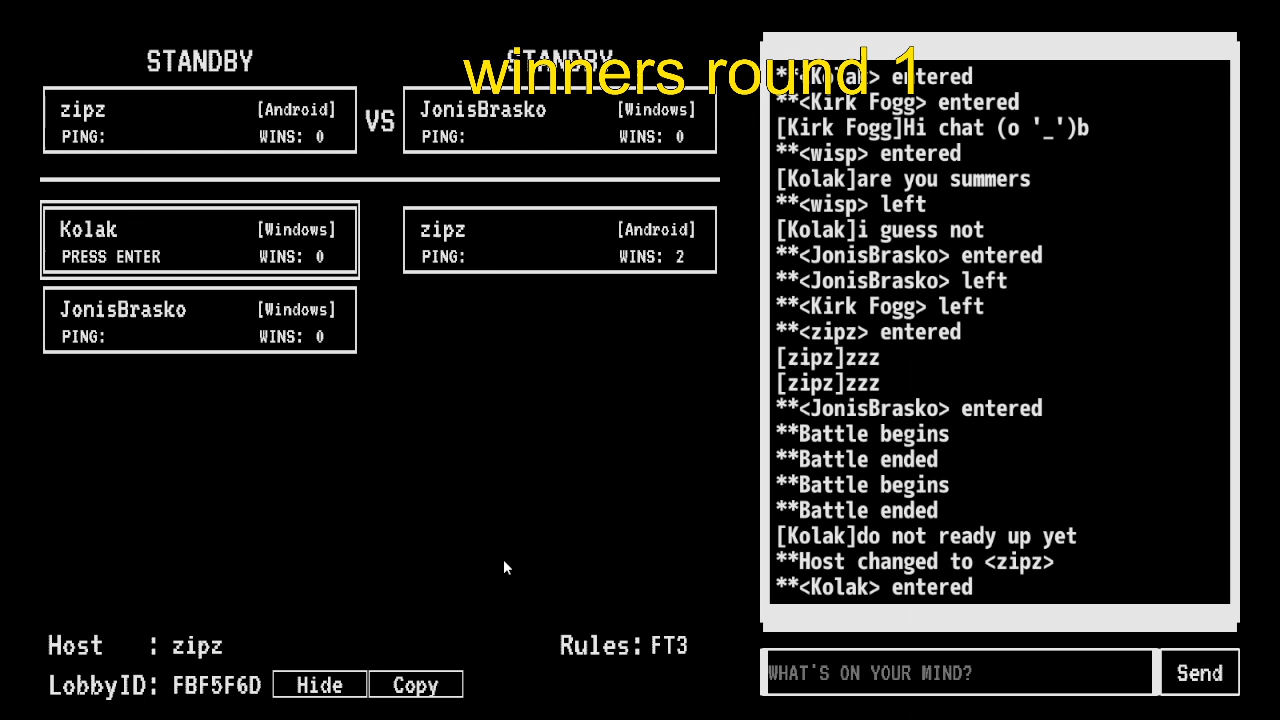 winners round 1
STANDBY
STANDBY
zipz [Android]
PING: WINS: 0
VS
JonisBrasko [Windows]
PING: WINS: 0
Kolak [Windows]
PRESS ENTER WINS: 0
zipz [Android]
PING: WINS: 2
JonisBrasko [Windows]
PING: WINS: 0
Host : zipz
Rules: FT3
LobbyID: FBF5F6D Hide Copy
**<Kolak> entered
**<Kirk Fogg> entered
[Kirk Fogg]Hi chat (o '_')b
**<wisp> entered
[Kolak]are you summers
**<wisp> left
[Kolak]i guess not
**<JonisBrasko> entered
**<JonisBrasko> left
**<Kirk Fogg> left
**<zipz> entered
[zipz]zzz
[zipz]zzz
**<JonisBrasko> entered
**Battle begins
**Battle ended
**Battle begins
**Battle ended
[Kolak]do not ready up yet
**Host changed to <zipz>
**<Kolak> entered
WHAT'S ON YOUR MIND? Send